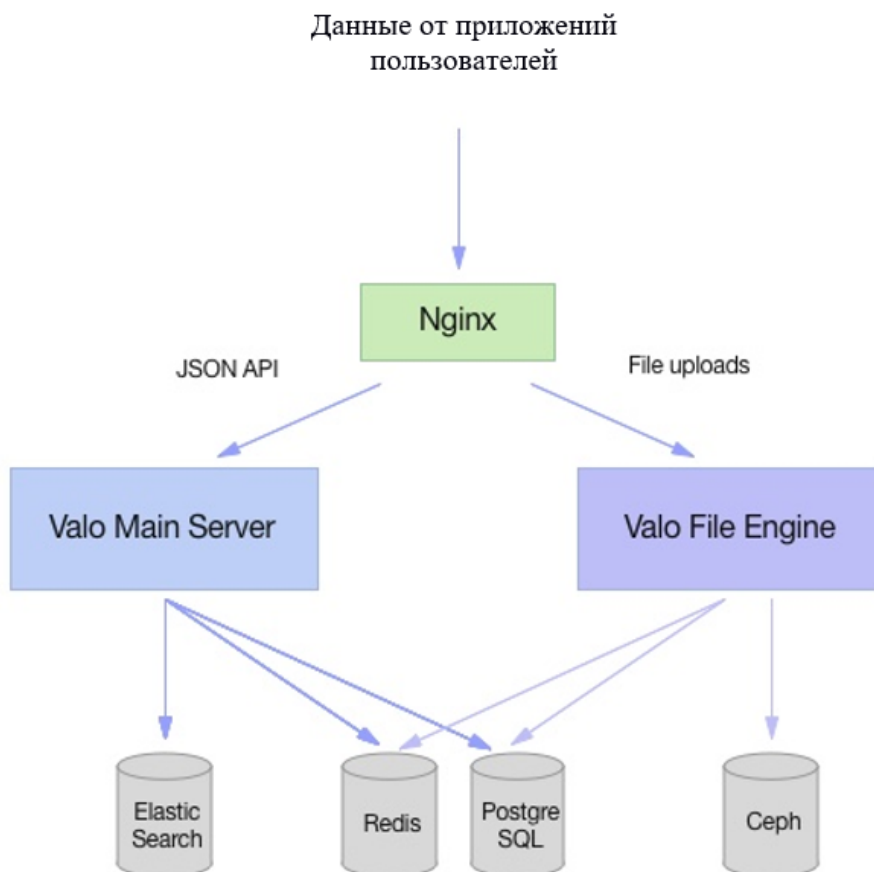 Данные от приложений
пользователей
Nginx
JSON API
File uploads
Valo Main Server
Valo File Engine
Elastic
Search
Redis
Postgre
SQL
Ceph